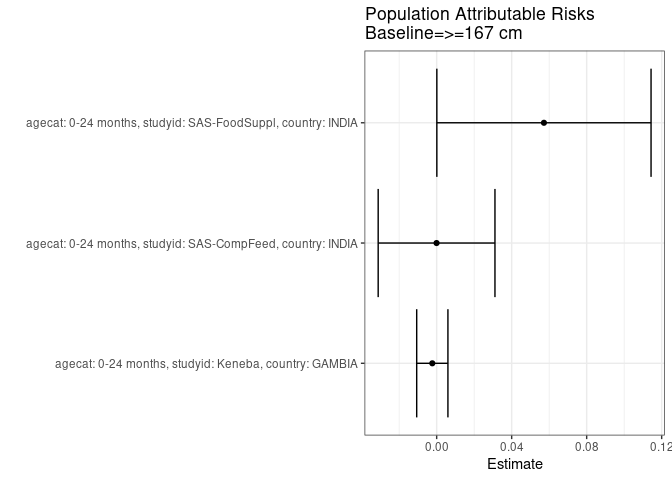 Population Attributable Risks
Baseline=>=167 cm
agecat: 0-24 months, studyid: SAS-FoodSuppl, country: INDIA
agecat: 0-24 months, studyid: SAS-CompFeed, country: INDIA
agecat: 0-24 months, studyid: Keneba, country: GAMBIA
0.00 0.04 0.08 0.12
Estimate